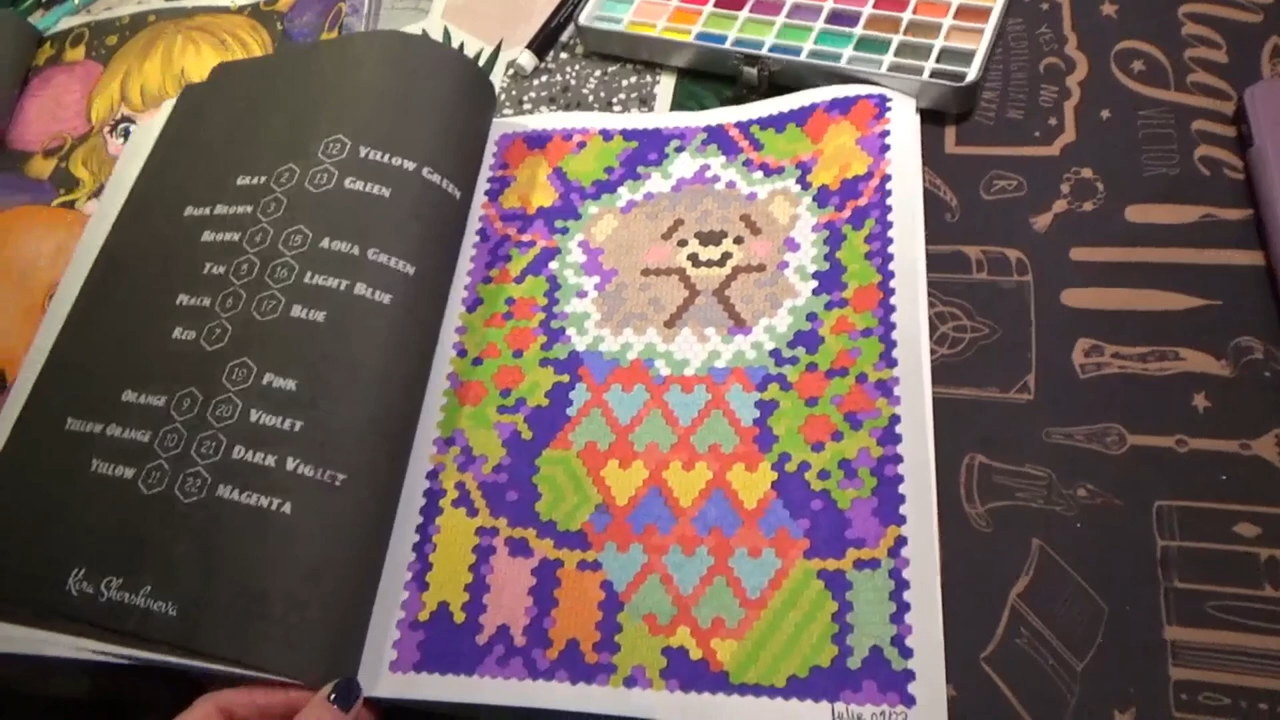 12 YELLOW GREEN
GRAY 2 13 GREEN
DARK BROWN 3
BROWN 4 15 AQUA GREEN
TAN 5 16 LIGHT BLUE
PEACH 6 17 BLUE
RED 7
19 PINK
ORANGE 9 20 VIOLET
YELLOW ORANGE 10 21 DARK VIOLET
YELLOW 11 22 MAGENTA
Kira Shershneva
Magic
VECTOR
YES
No